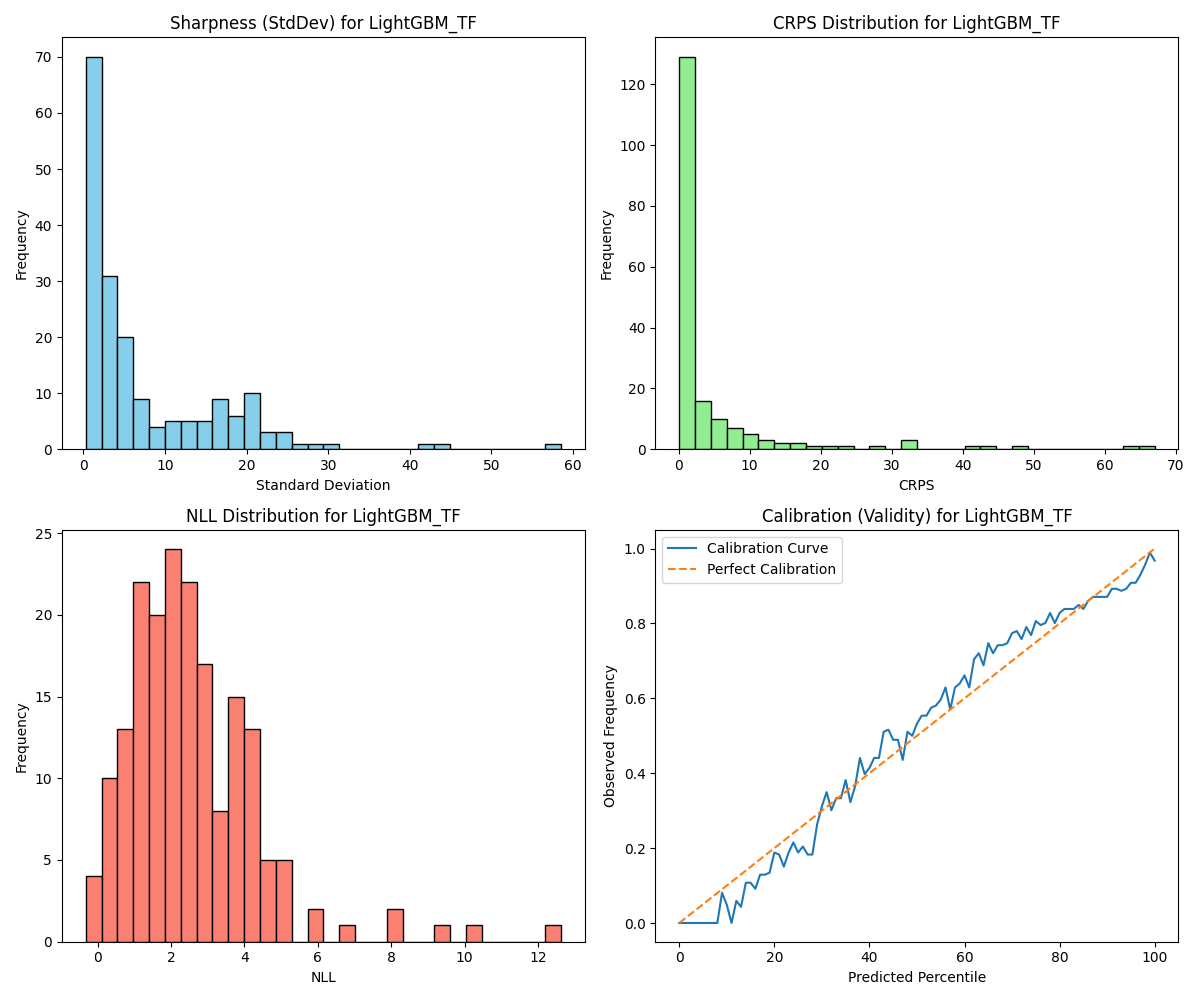 Sharpness (StdDev) for LightGBM_TF
Frequency
70
60
50
40
30
20
10
0
0 10 20 30 40 50 60
Standard Deviation
CRPS Distribution for LightGBM_TF
Frequency
120
100
80
60
40
20
0
0 10 20 30 40 50 60 70
CRPS
NLL Distribution for LightGBM_TF
Frequency
25
20
15
10
5
0
0 2 4 6 8 10 12
NLL
Calibration (Validity) for LightGBM_TF
Calibration Curve
Perfect Calibration
Observed Frequency
1.0
0.8
0.6
0.4
0.2
0.0
0 20 40 60 80 100
Predicted Percentile